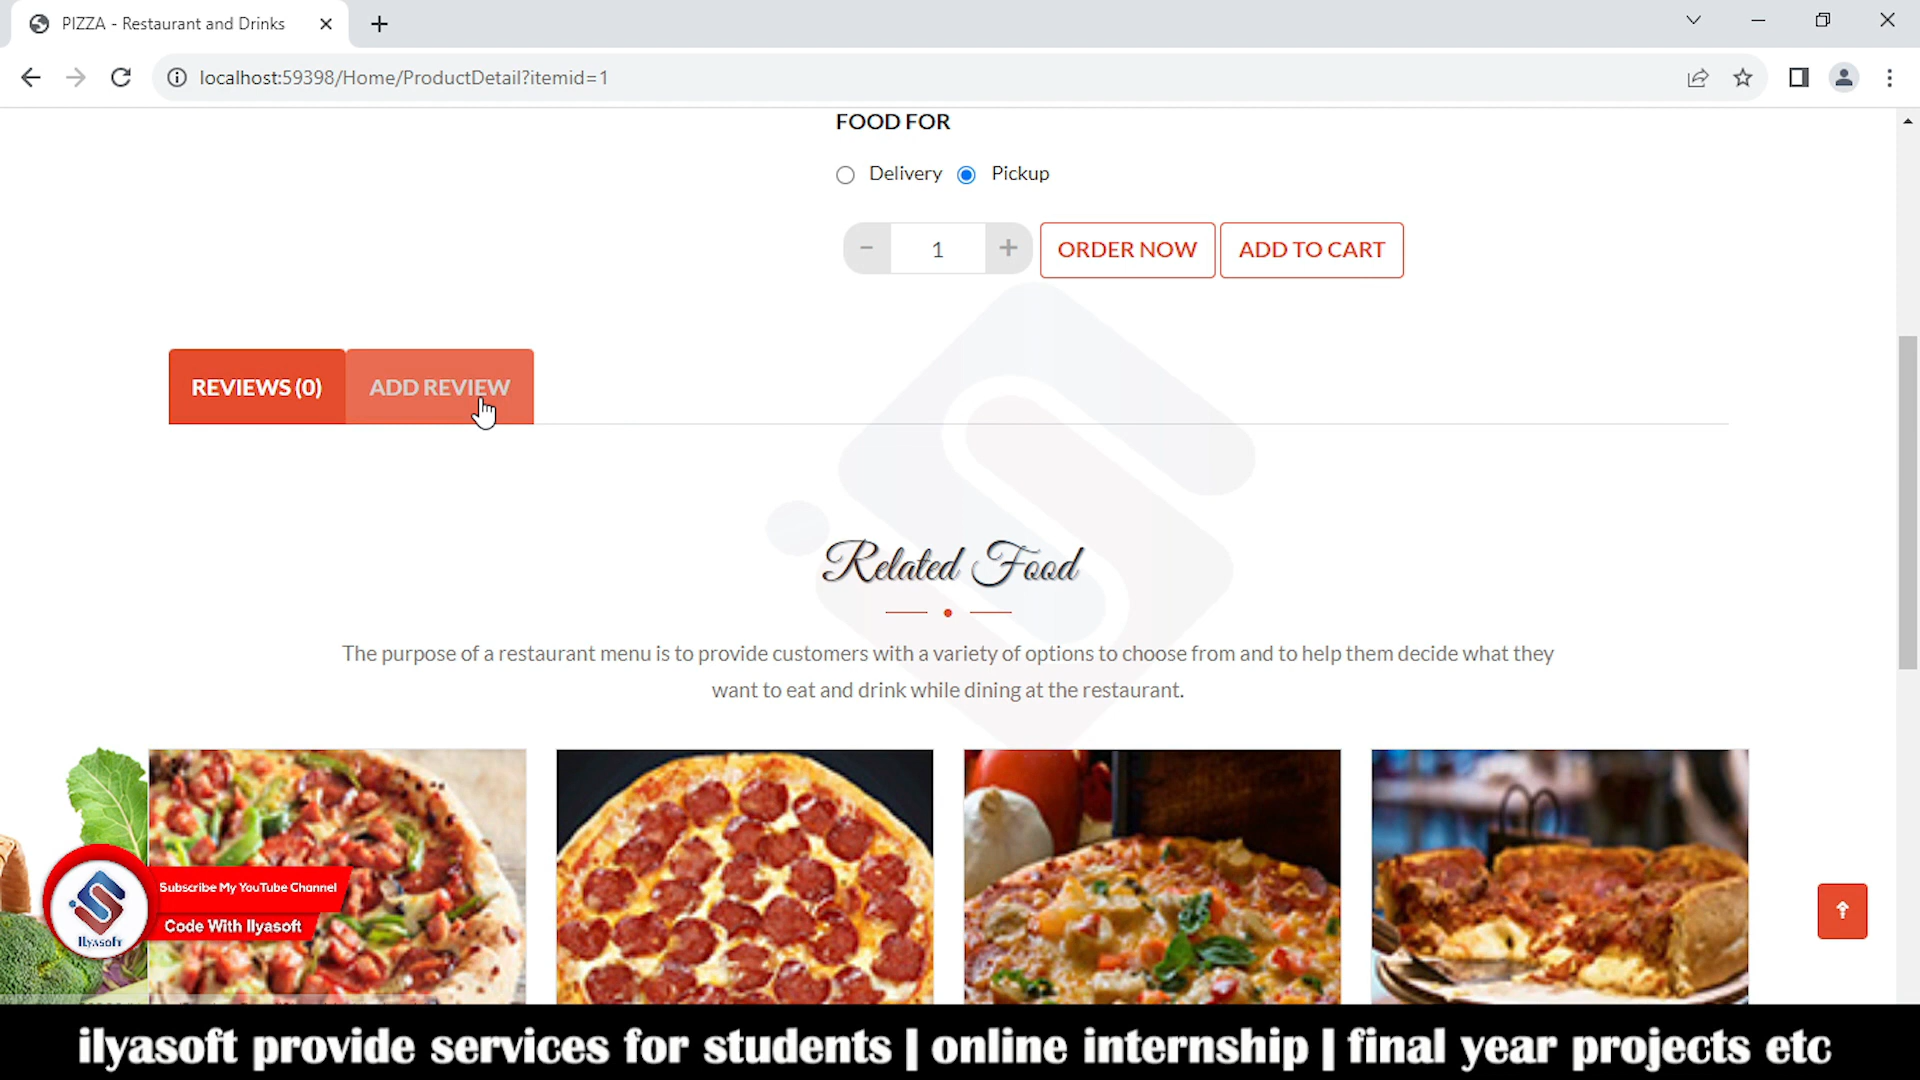 PIZZA - Restaurant and Drinks
localhost:59398/Home/ProductDetail?itemid=1
FOOD FOR
Delivery Pickup
- 1 + ORDER NOW ADD TO CART
REVIEWS (0) ADD REVIEW
Related Food
The purpose of a restaurant menu is to provide customers with a variety of options to choose from and to help them decide what they
want to eat and drink while dining at the restaurant.
Subscribe My YouTube Channel
Code With Ilyasoft
Ilyasoft
ilyasoft provide services for students | online internship | final year projects etc